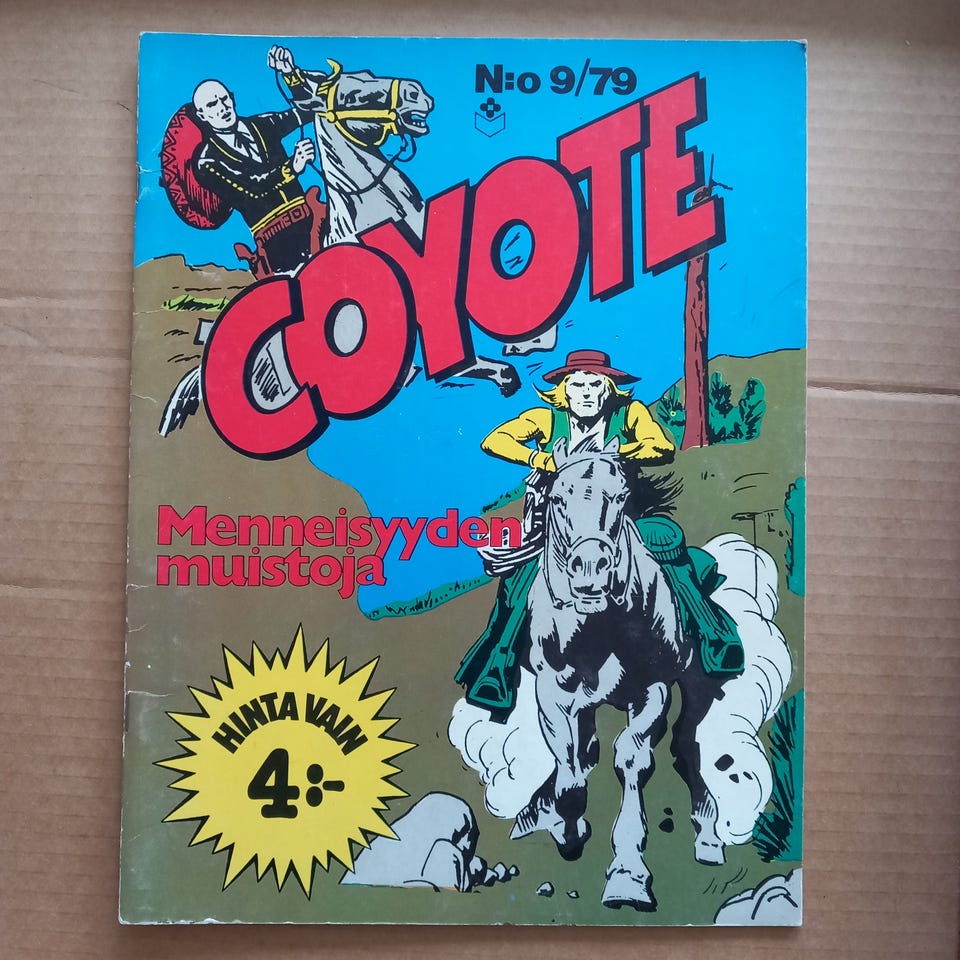 N:o 9/79
COYOTE
Menneisyyden
muistoja
HINTA VAIN
4:-